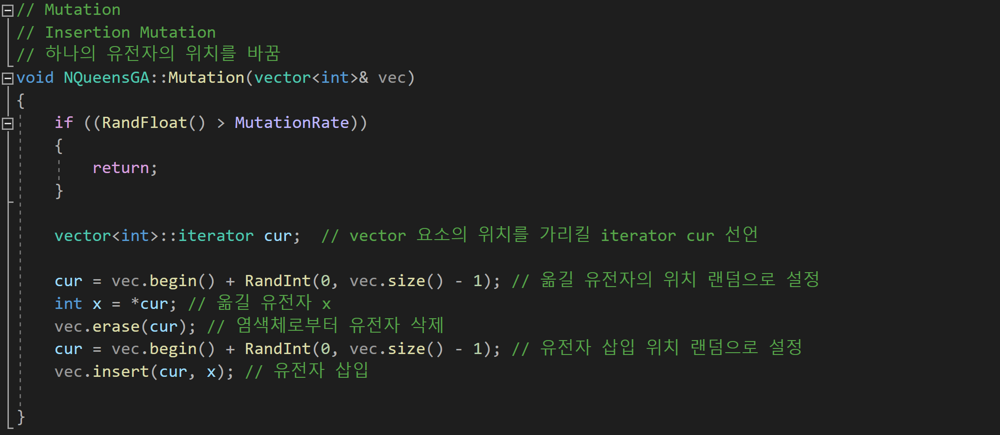 // Mutation
// Insertion Mutation
// 하나의 유전자의 위치를 바꿈
void NQueensGA::Mutation(vector<int>& vec)
{
if ((RandFloat() > MutationRate))
{
return;
}
vector<int>::iterator cur;  // vector 요소의 위치를 가리킬 iterator cur 선언
cur = vec.begin() + RandInt(0, vec.size() - 1); // 옮길 유전자의 위치 랜덤으로 설정
int x = *cur; // 옮길 유전자 x
vec.erase(cur); // 염색체로부터 유전자 삭제
cur = vec.begin() + RandInt(0, vec.size() - 1); // 유전자 삽입 위치 랜덤으로 설정
vec.insert(cur, x); // 유전자 삽입
}